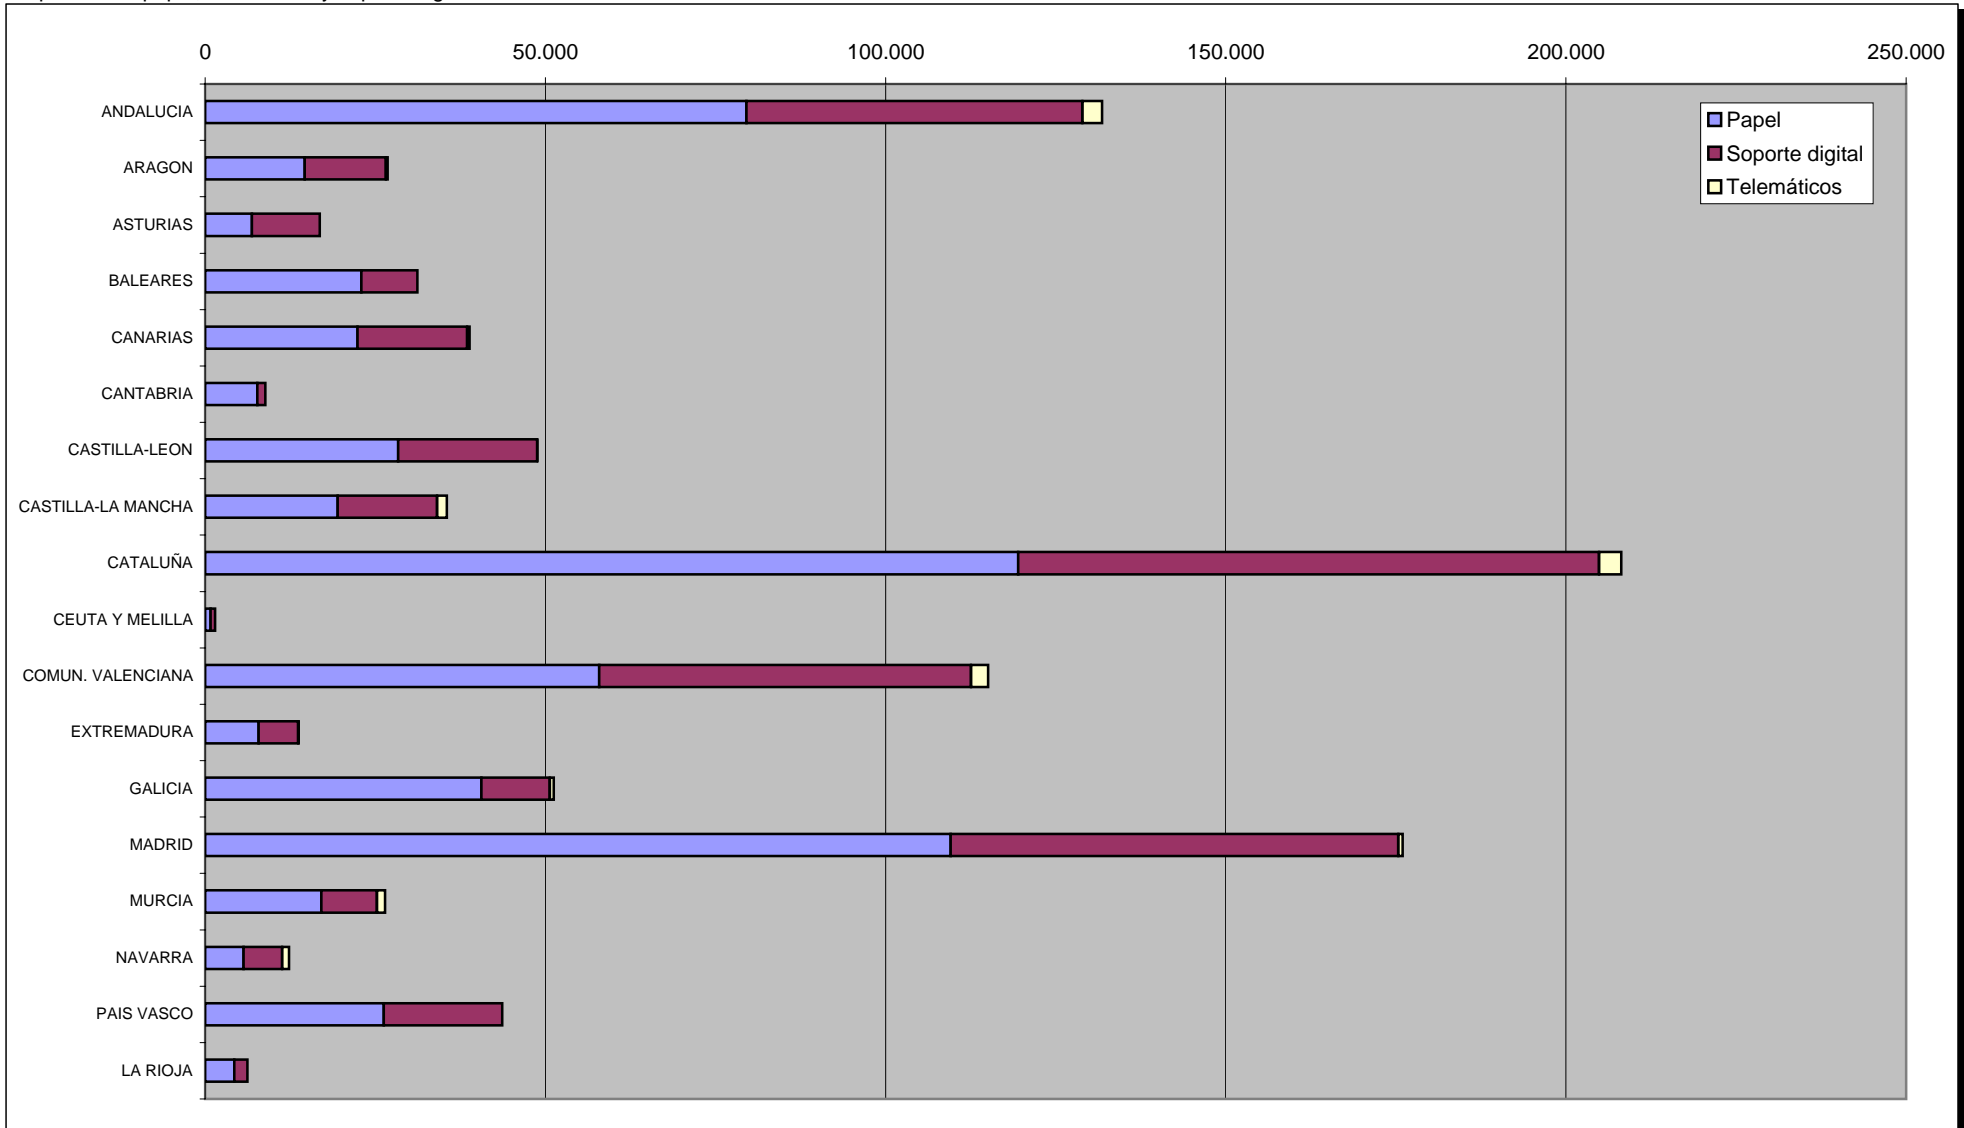 0 50.000 100.000 150.000 200.000 250.000
ANDALUCIA
ARAGON
ASTURIAS
BALEARES
CANARIAS
CANTABRIA
CASTILLA-LEON
CASTILLA-LA MANCHA
CATALUÑA
CEUTA Y MELILLA
COMUN. VALENCIANA
EXTREMADURA
GALICIA
MADRID
MURCIA
NAVARRA
PAIS VASCO
LA RIOJA
Papel
Soporte digital
Telemáticos